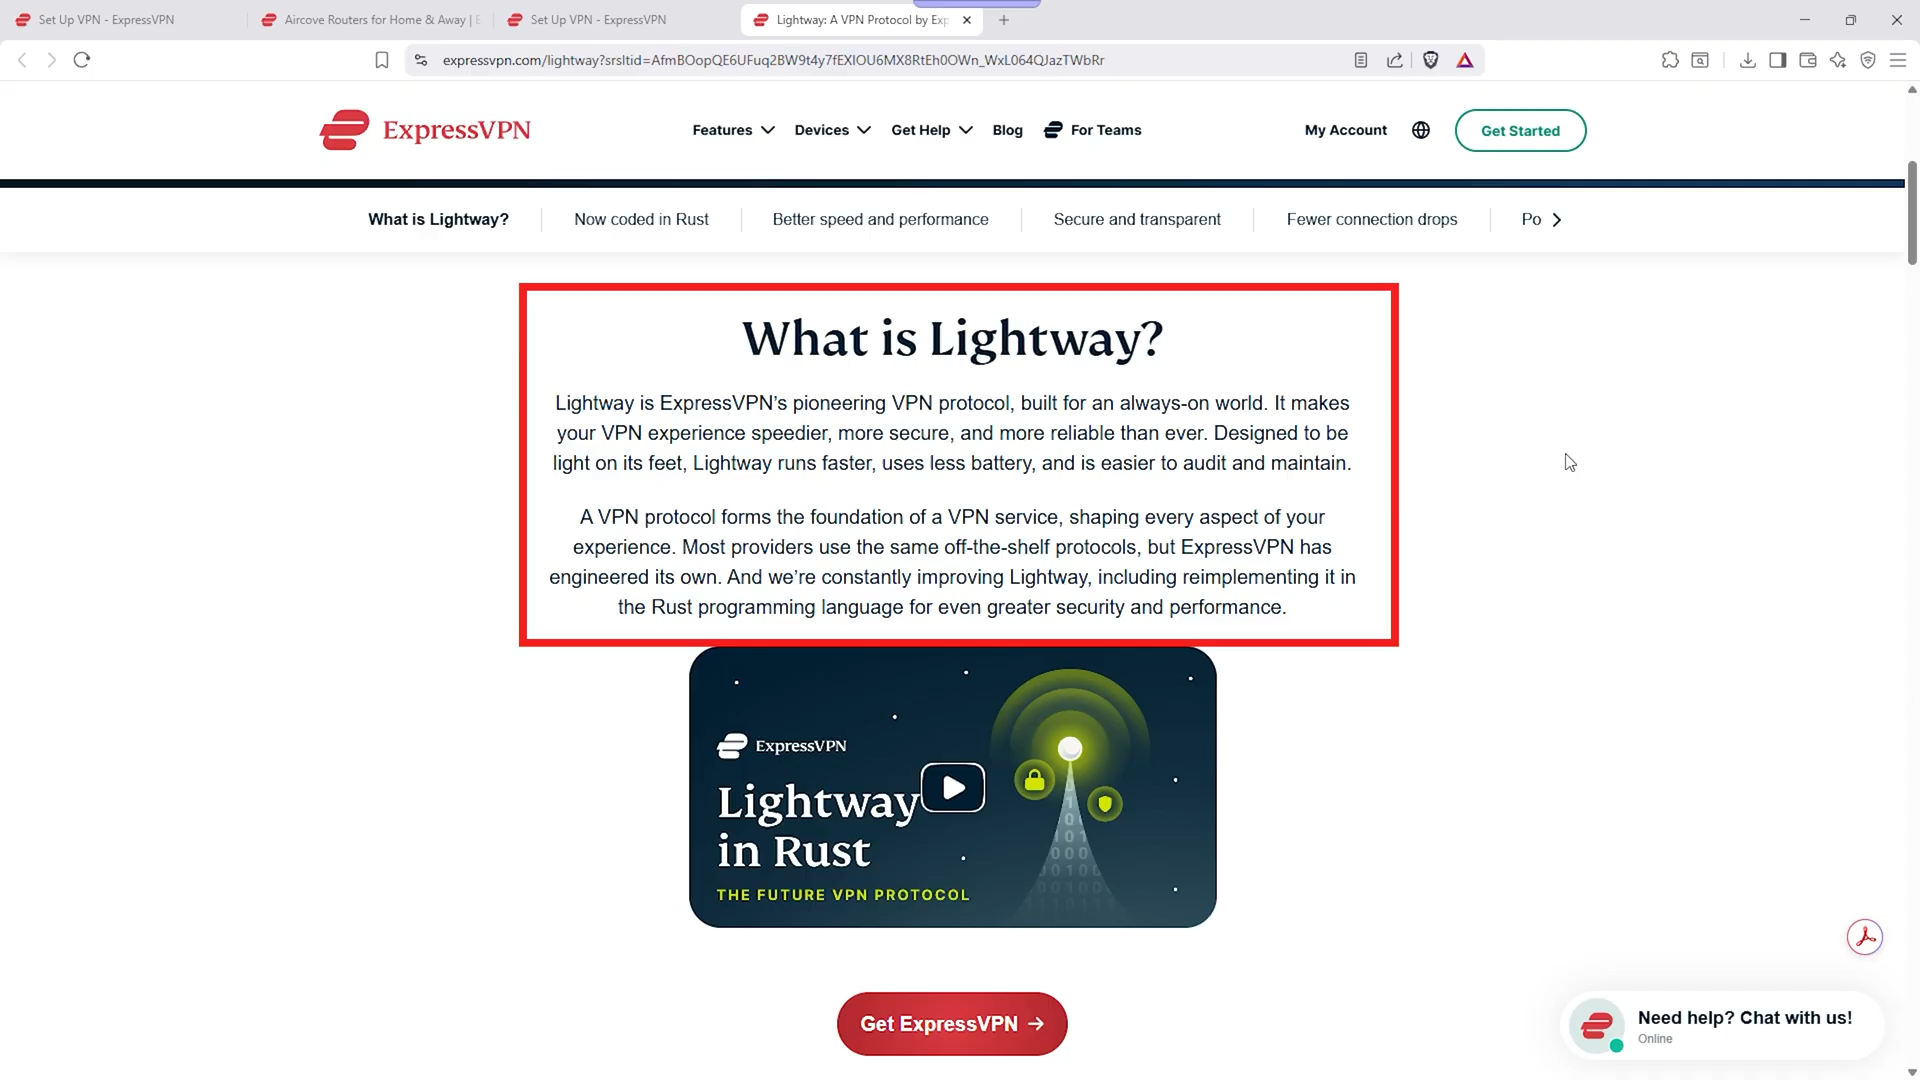 Set Up VPN - ExpressVPN
Aircove Routers for Home & Away | E
Set Up VPN - ExpressVPN
Lightway: A VPN Protocol by Exp
expressvpn.com/lightway?srsltid=AfmBOopQE6UFuq2BW9t4y7fEXIOU6MX8RtEh0OWn_WxL064QJazTWbRr
ExpressVPN
Features
Devices
Get Help
Blog
For Teams
My Account
Get Started
What is Lightway?
Now coded in Rust
Better speed and performance
Secure and transparent
Fewer connection drops
Po
What is Lightway?
Lightway is ExpressVPN’s pioneering VPN protocol, built for an always-on world. It makes
your VPN experience speedier, more secure, and more reliable than ever. Designed to be
light on its feet, Lightway runs faster, uses less battery, and is easier to audit and maintain.
A VPN protocol forms the foundation of a VPN service, shaping every aspect of your
experience. Most providers use the same off-the-shelf protocols, but ExpressVPN has
engineered its own. And we’re constantly improving Lightway, including reimplementing it in
the Rust programming language for even greater security and performance.
ExpressVPN
Lightway
in Rust
THE FUTURE VPN PROTOCOL
Get ExpressVPN →
Need help? Chat with us!
Online